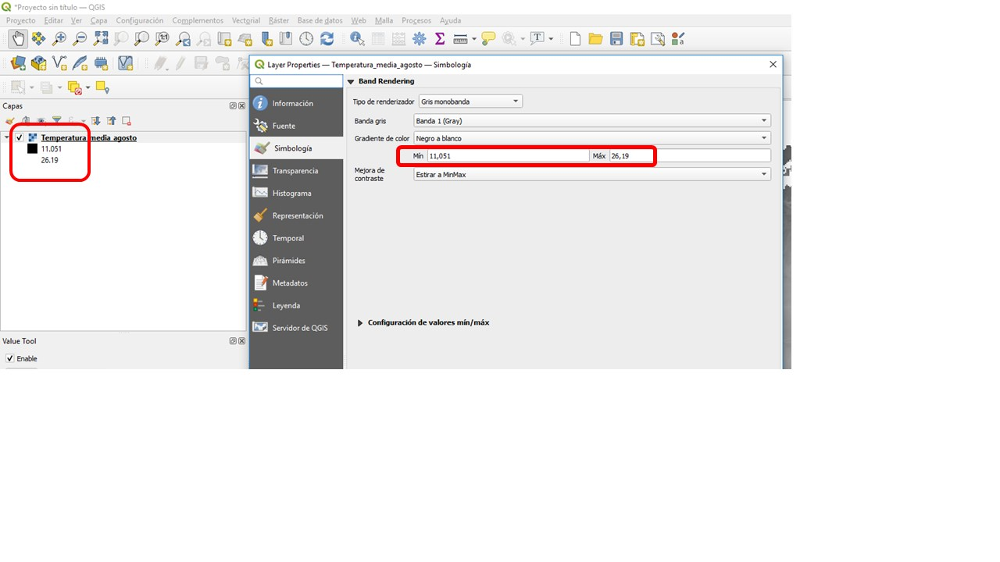 *Proyecto sin título — QGIS
Proyecto Editar Ver Capa Configuración Complementos Vectorial Ráster Base de datos Web Malla Procesos Ayuda
Layer Properties — Temperatura_media_agosto — Simbología
Capas
Temperatura_media_agosto
11.051
26.19
Value Tool
Enable
Información
Fuente
Simbología
Transparencia
Histograma
Representación
Temporal
Pirámides
Metadatos
Leyenda
Servidor de QGIS
Band Rendering
Tipo de renderizador Gris monobanda
Banda gris Banda 1 (Gray)
Gradiente de color Negro a blanco
Mín 11,051 Máx 26,19
Mejora de
contraste Estirar a MinMax
Configuración de valores mín/máx